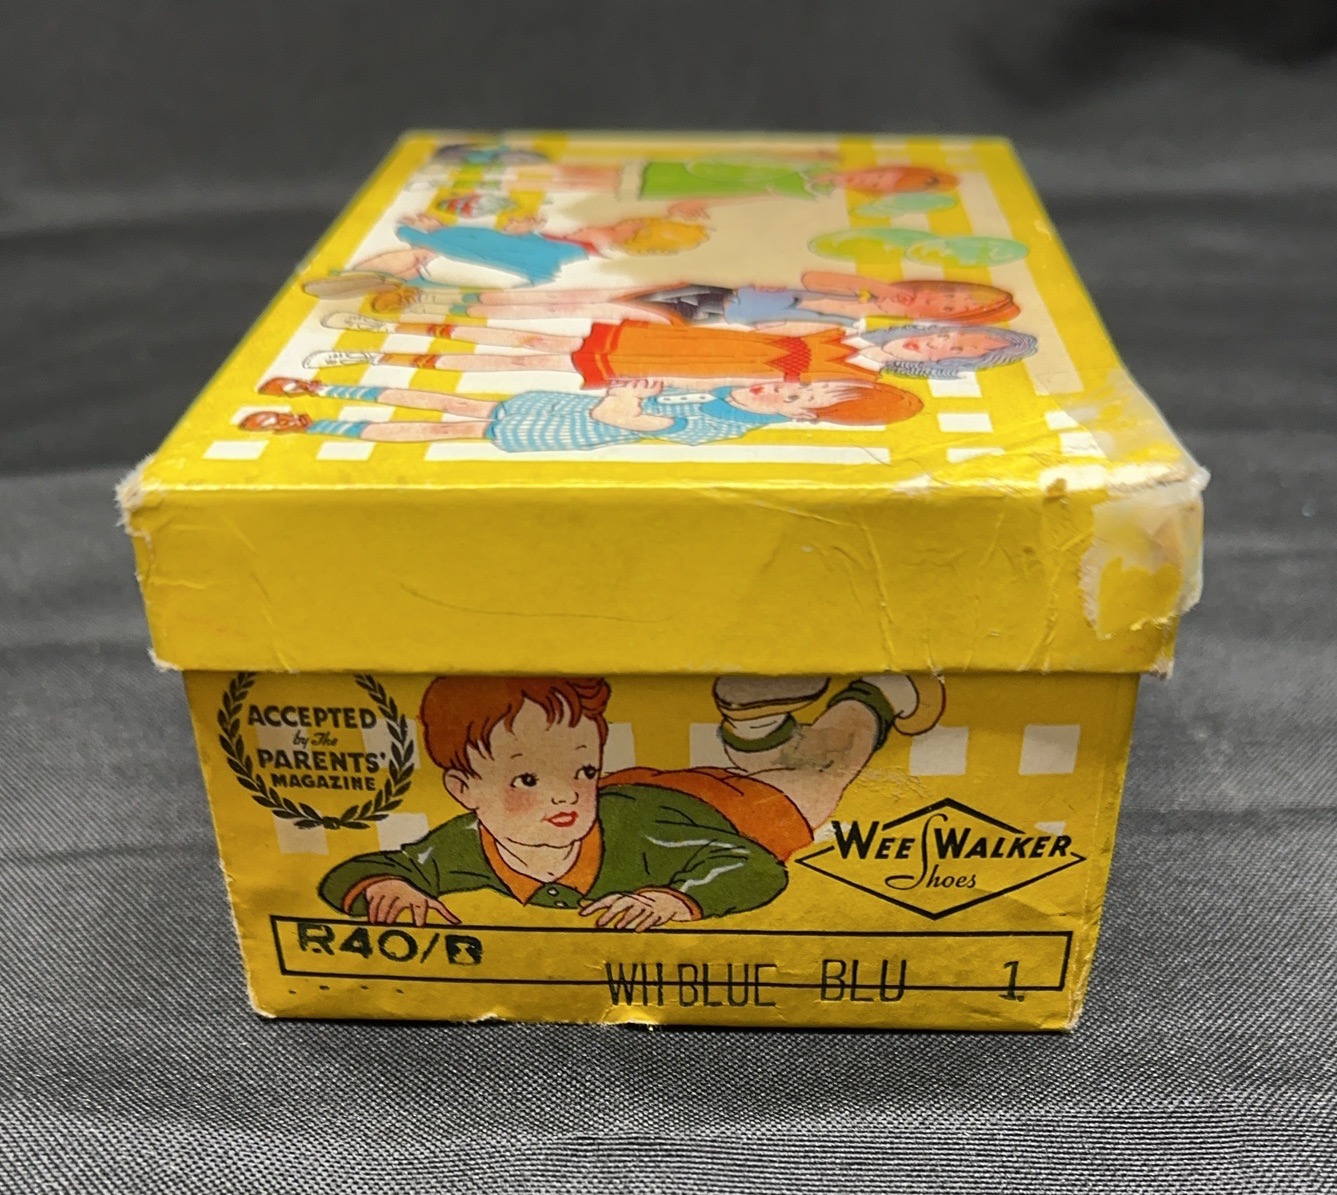 ACCEPTED
by The
PARENTS'
MAGAZINE
WEE WALKER
Shoes
R40/B
WH BLUE BLU 1